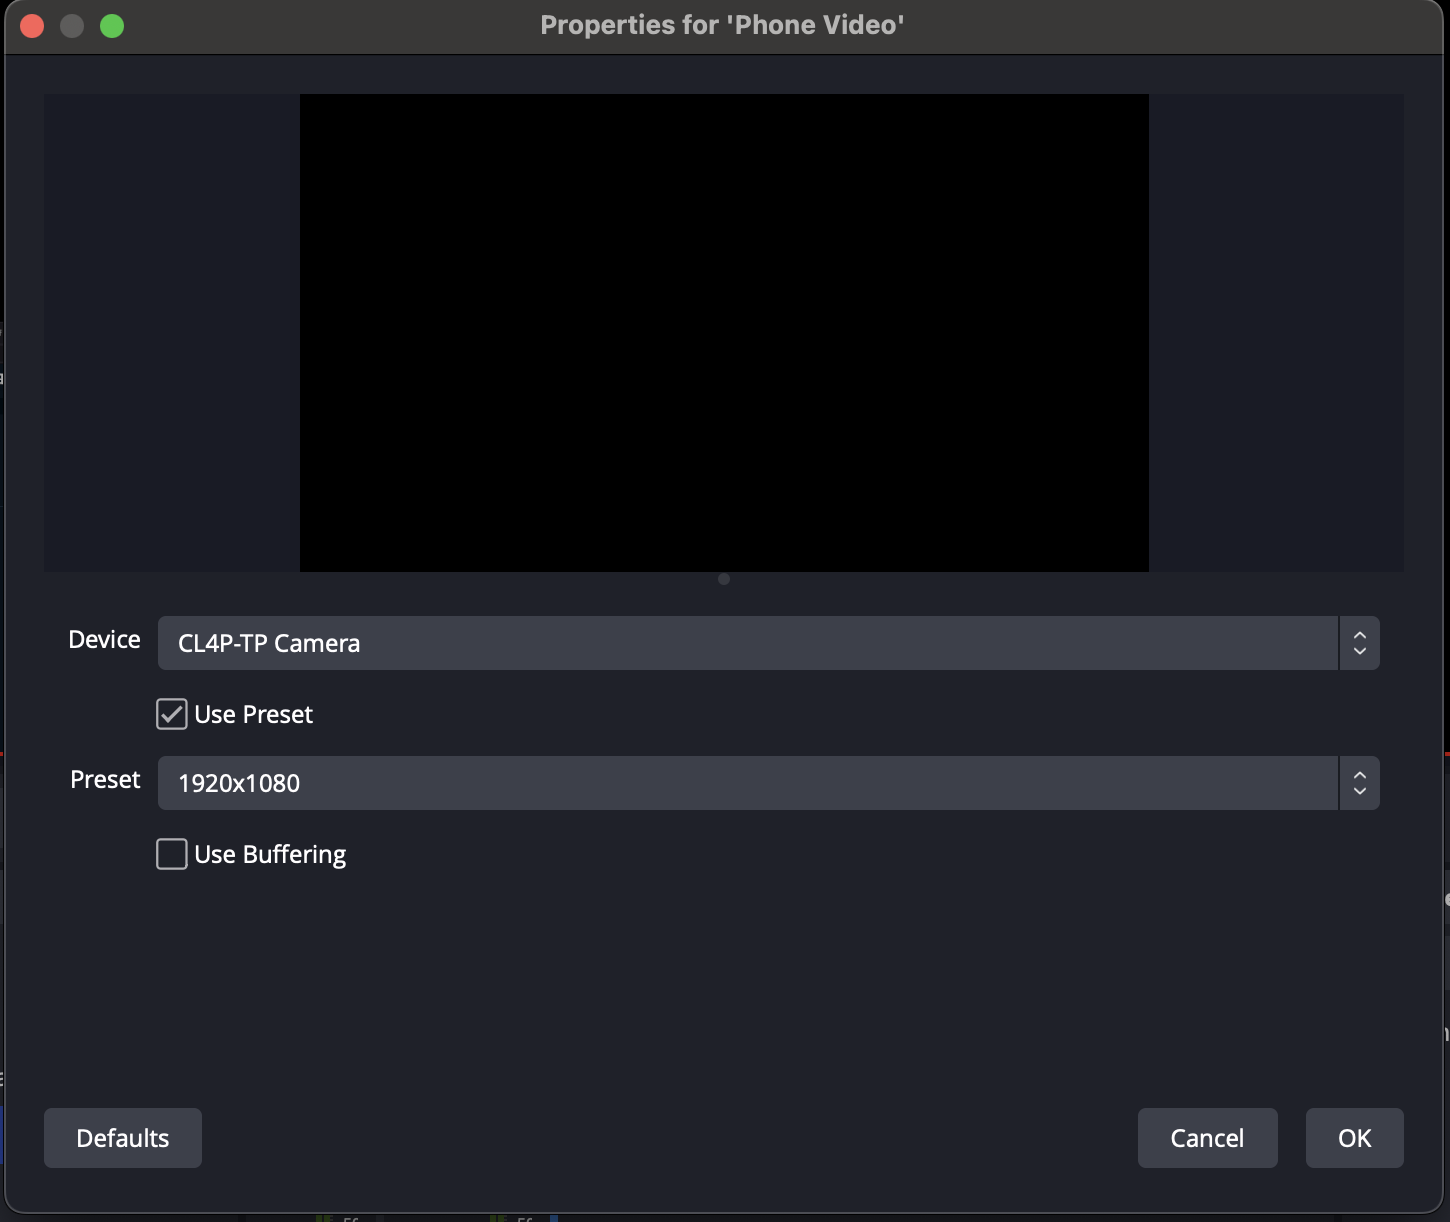 Properties for 'Phone Video'
Device
CL4P-TP Camera
Use Preset
Preset
1920x1080
Use Buffering
Defaults
Cancel
OK